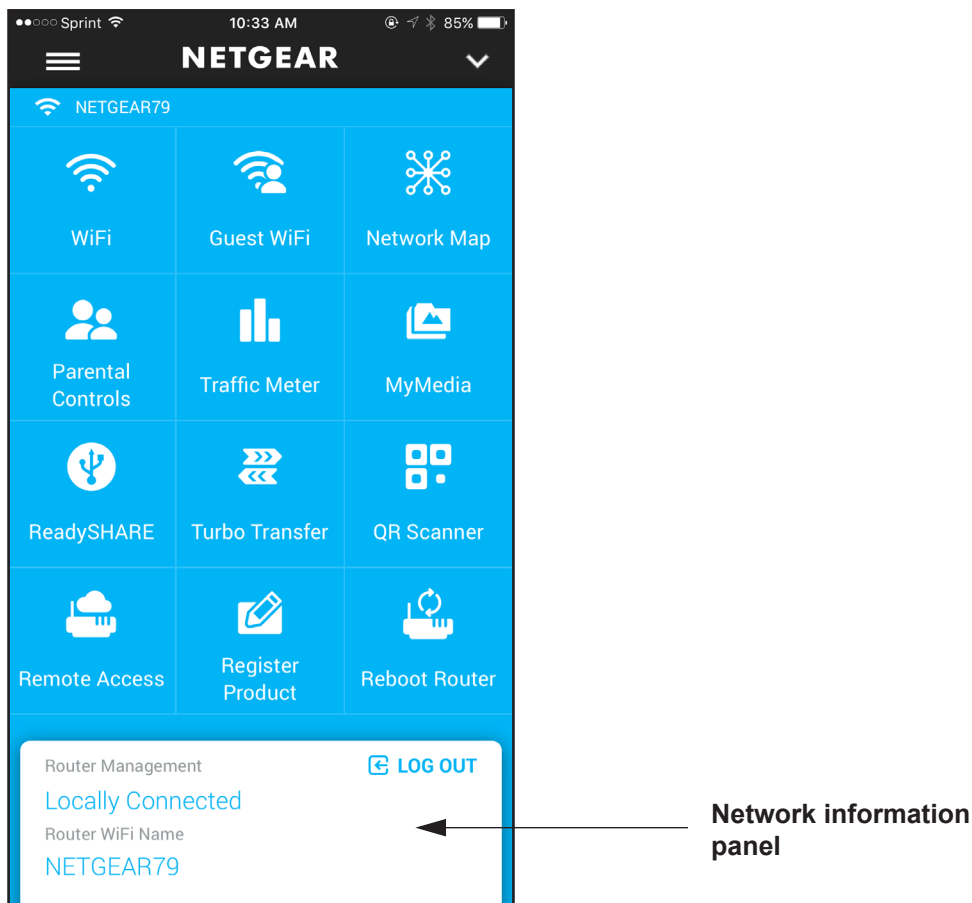 Sprint 10:33 AM 85%
NETGEAR
NETGEAR79
WiFi Guest WiFi Network Map
Parental
Controls
Traffic Meter MyMedia
ReadySHARE Turbo Transfer QR Scanner
Remote Access
Register
Product
Reboot Router
Router Management LOG OUT
Locally Connected
Router WiFi Name
NETGEAR79
Network information
panel